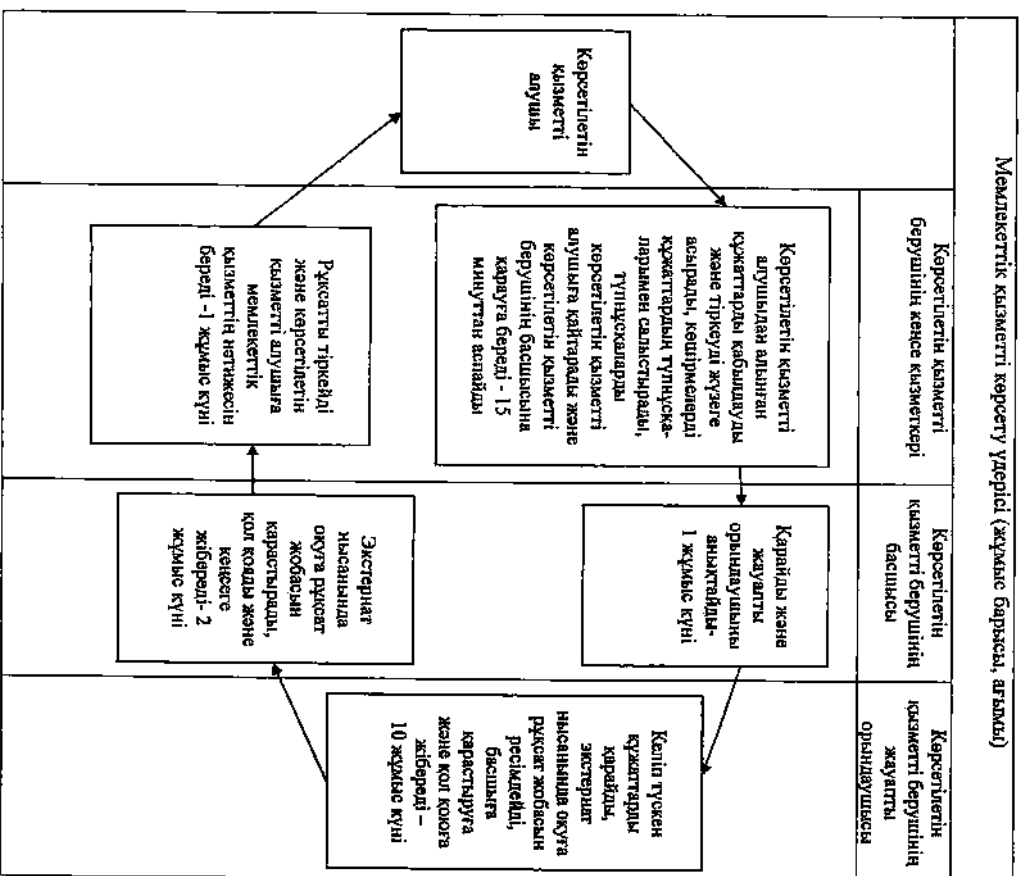 Мемлекеттік қызметті көрсету үдерісі (жұмыс барысы, ағымы)
Көрсетілетін қызметті
берушінің кеңсе қызметкері
Көрсетілетін
қызметті берушінің
басшысы
Көрсетілетін
қызметті берушінің
жауапты
орындаушысы
Көрсетілетін
қызметті
алушы
Көрсетілетін қызметті
алушыдан алынған
құжаттарды қабылдауды
және тіркеуді жүзеге
асырады, көшірмелерді
құжаттардың түпнұсқа-
ларымен салыстырады,
түпнұсқаларды
көрсетілетін қызметті
алушыға қайтарады және
көрсетілетін қызметті
берушінің басшысына
қарауға береді - 15
минуттан аспайды
Қарайды және
жауапты
орындаушыны
анықтайды-
1 жұмыс күні
Келіп түскен
құжаттарды
қарайды,
экстернат
нысанында оқуға
рұқсат жобасын
ресімдейді,
басшыға
қарастыруға
және қол қоюға
жібереді –
10 жұмыс күні
Экстернат
нысанында
оқуға рұқсат
жобасын
қарастырады,
қол қояды және
кеңсеге
жібереді- 2
жұмыс күні
Рұқсатты тіркейді
және көрсетілетін
қызметті алушыға
мемлекеттік
қызметтің нәтижесін
береді -1 жұмыс күні